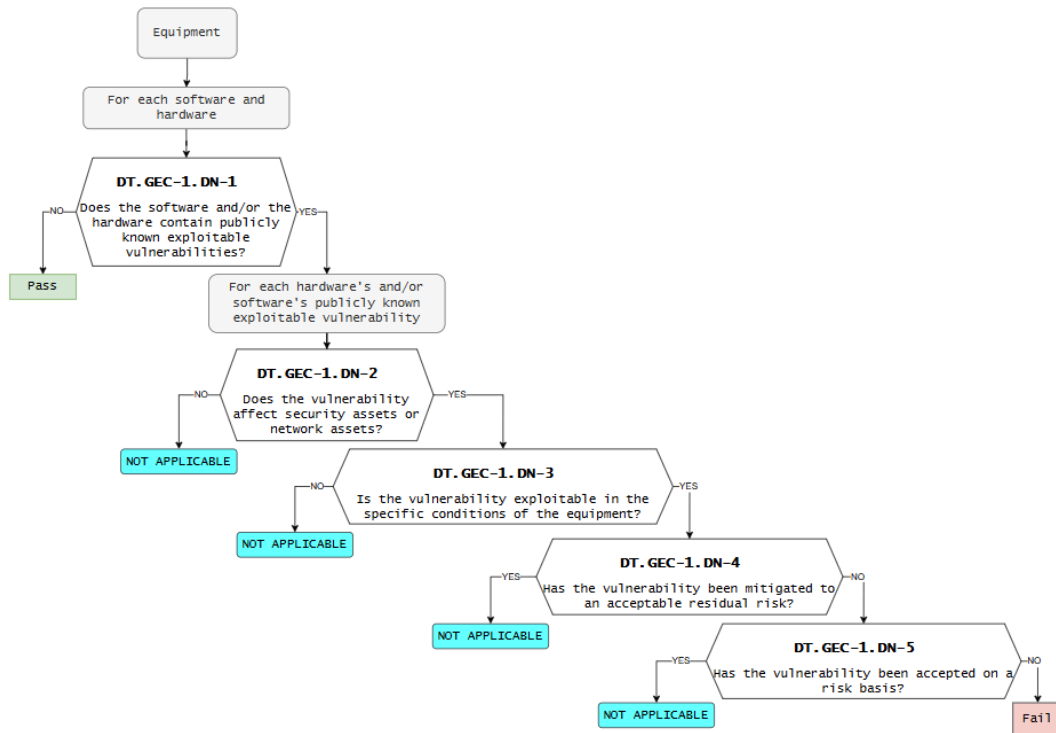 Equipment
For each software and
hardware
DT.GEC-1.DN-1
Does the software and/or the
hardware contain publicly
known exploitable
vulnerabilities?
NO
YES
Pass
For each hardware's and/or
software's publicly known
exploitable vulnerability
DT.GEC-1.DN-2
Does the vulnerability
affect security assets or
network assets?
NO
YES
NOT APPLICABLE
DT.GEC-1.DN-3
Is the vulnerability exploitable in the
specific conditions of the equipment?
NO
YES
NOT APPLICABLE
DT.GEC-1.DN-4
Has the vulnerability been mitigated to
an acceptable residual risk?
YES
NO
NOT APPLICABLE
DT.GEC-1.DN-5
Has the vulnerability been accepted on a
risk basis?
YES
NO
NOT APPLICABLE
Fail